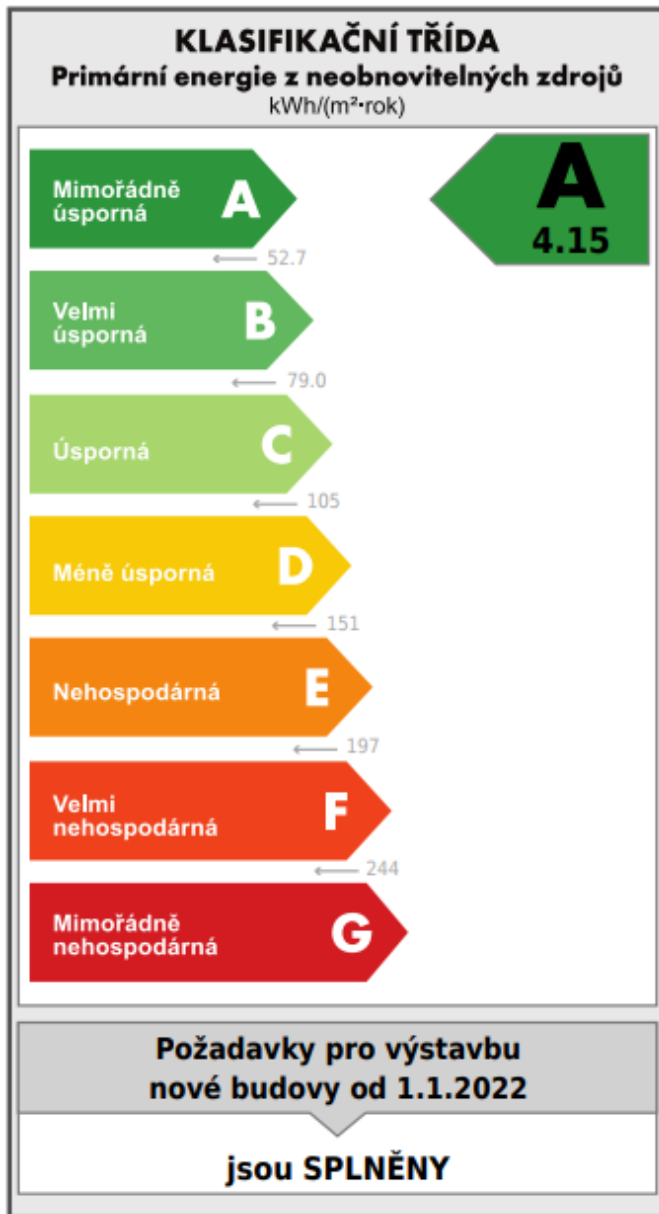 KLASIFIKAČNÍ TŘÍDA
Primární energie z neobnovitelných zdrojů
kWh/(m²·rok)
A
4.15
Mimořádně
úsporná
A
52.7
Velmi
úsporná
B
79.0
Úsporná
C
105
Méně úsporná
D
151
Nehospodárná
E
197
Velmi
nehospodárná
F
244
Mimořádně
nehospodárná
G
Požadavky pro výstavbu
nové budovy od 1.1.2022
jsou SPLNĚNY